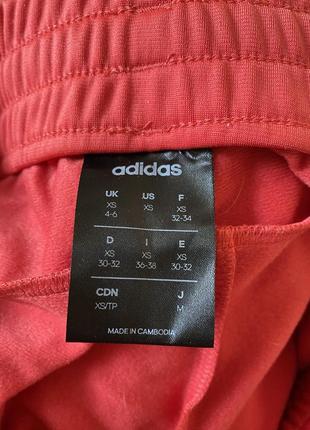 adidas
UK US F
XS XS XS
4-6 32-34
D I E
XS XS XS
30-32 36-38 30-32
CDN J
XS/TP M
MADE IN CAMBODIA